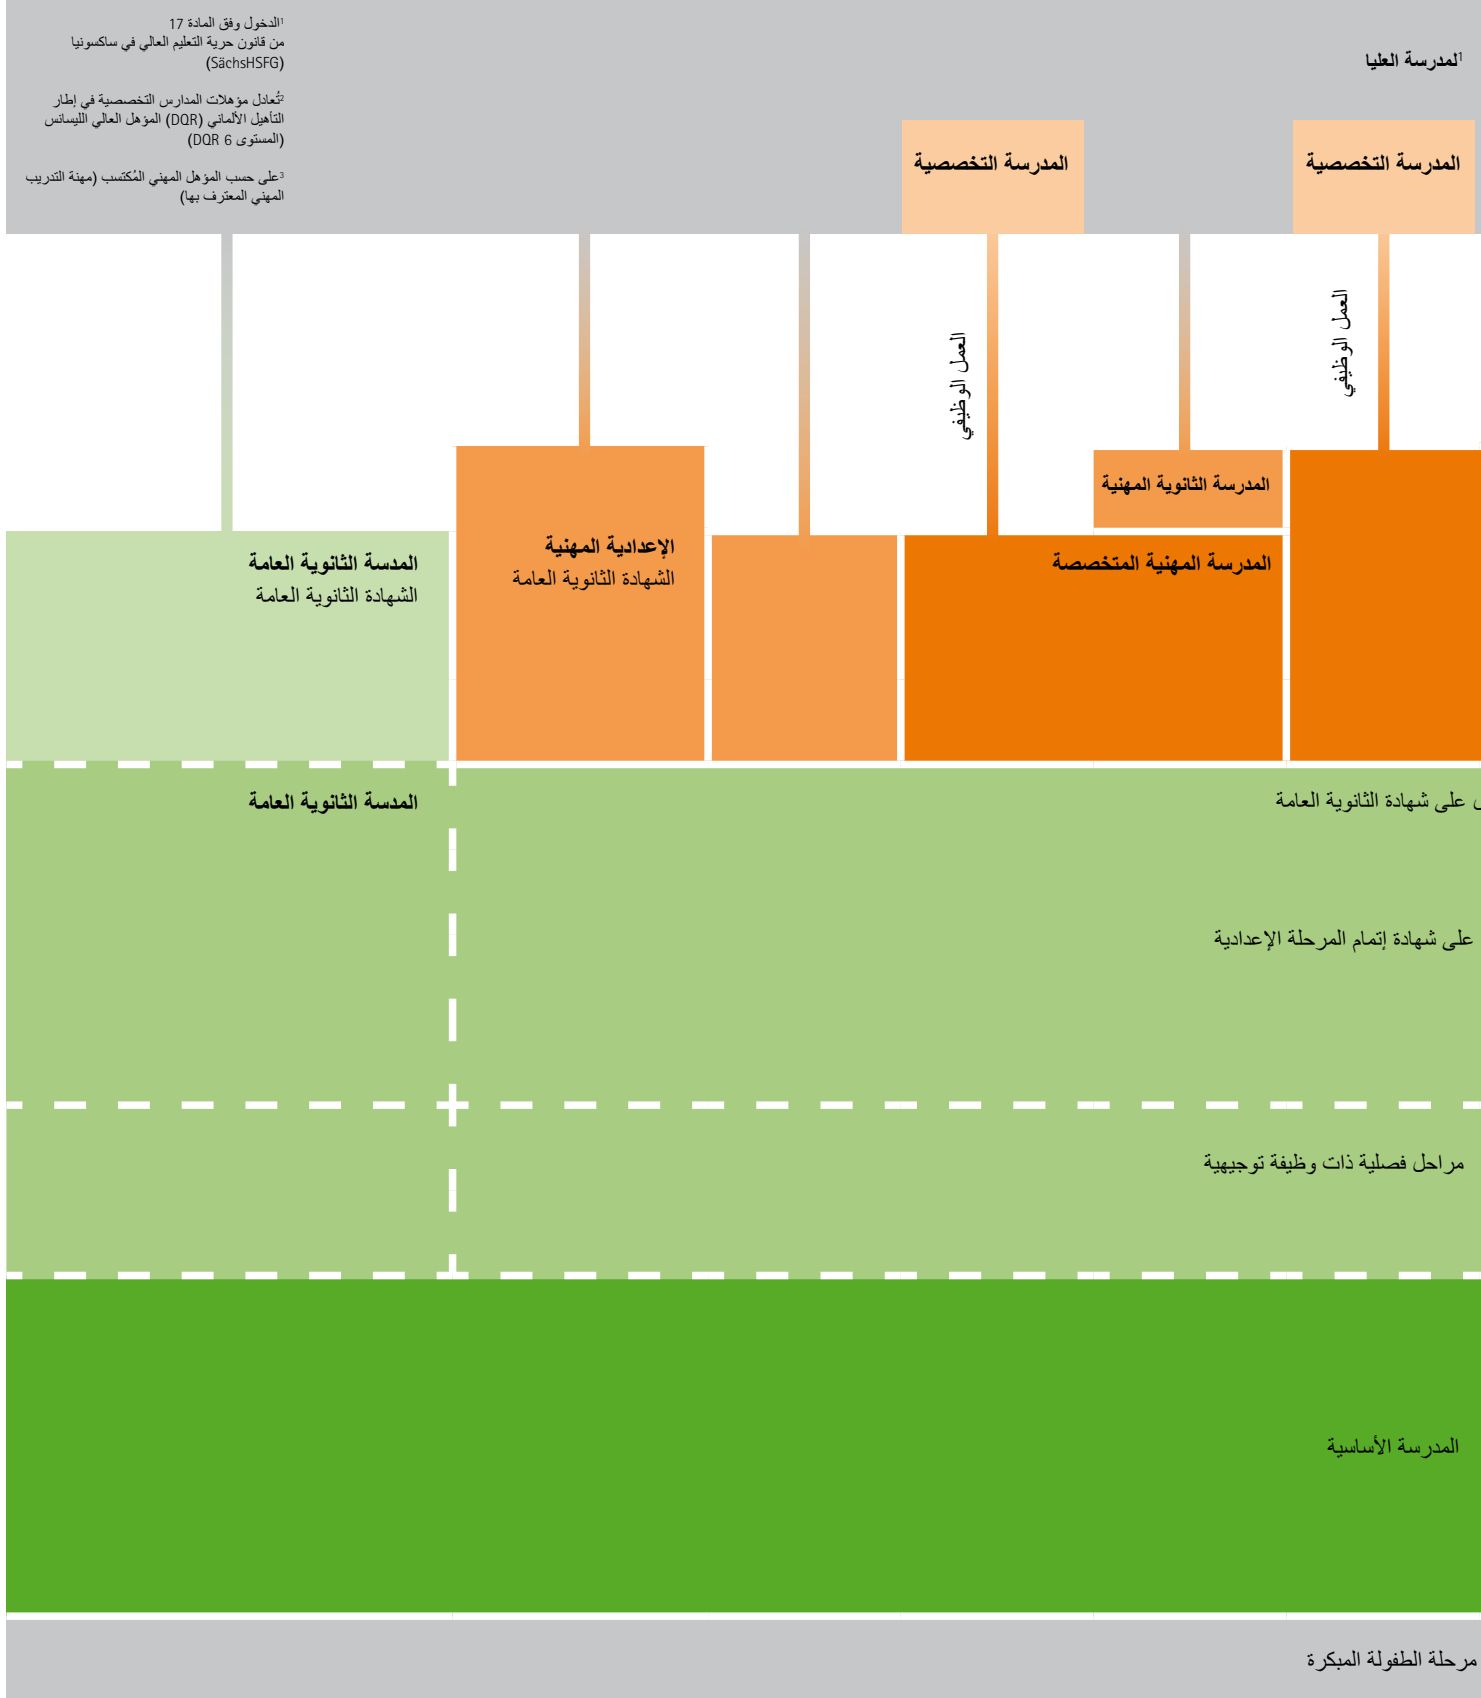 ¹الدخول وفق المادة 17
من قانون حرية التعليم العالي في ساكسونيا
(SächsHSFG)
²تُعادل مؤهلات المدارس التخصصية في إطار
التأهيل الألماني (DQR) المؤهل العالي الليسانس
(المستوى DQR 6)
³على حسب المؤهل المهني المُكتسب (مهنة التدريب
المهني المعترف بها)
لمدرسة العليا¹
المدرسة التخصصية
المدرسة التخصصية
العمل الوظيفي
العمل الوظيفي
المدرسة الثانوية المهنية
المدرسة المهنية المتخصصة
الإعدادية المهنية
الشهادة الثانوية العامة
المدسة الثانوية العامة
الشهادة الثانوية العامة
على شهادة الثانوية العامة
المدسة الثانوية العامة
على شهادة إتمام المرحلة الإعدادية
مراحل فصلية ذات وظيفة توجيهية
المدرسة الأساسية
مرحلة الطفولة المبكرة